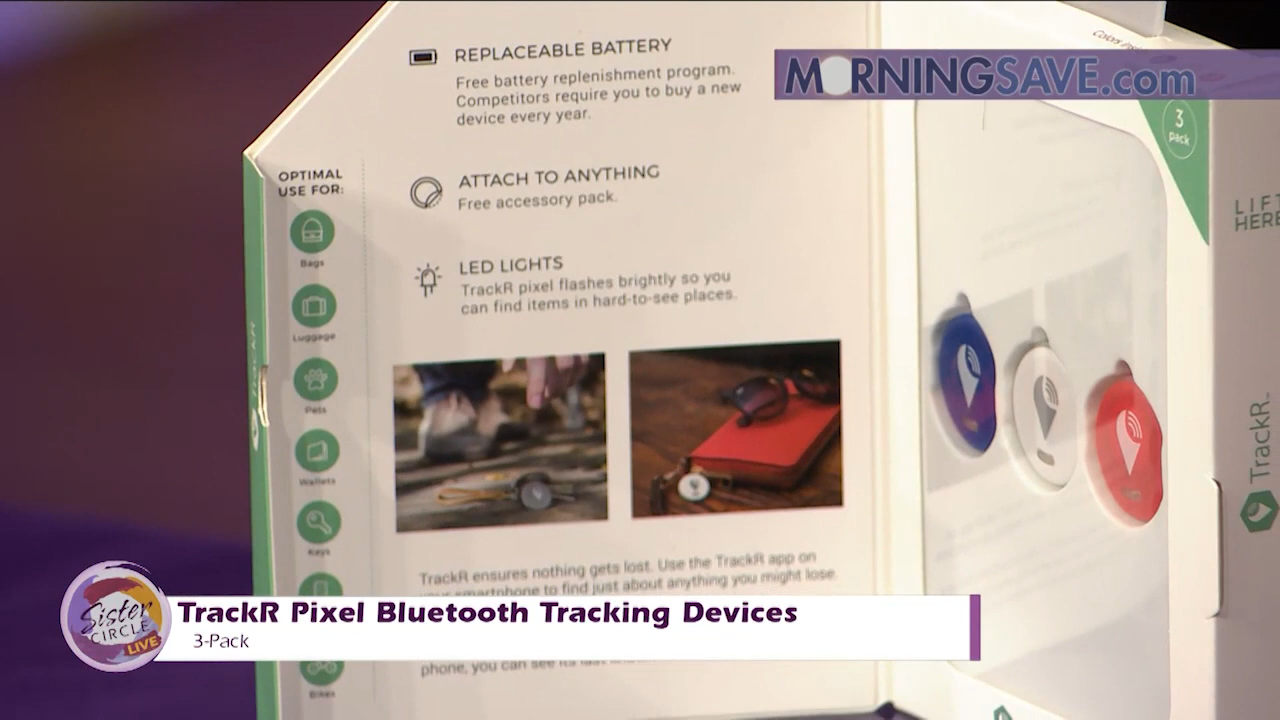 REPLACEABLE BATTERY
Free battery replenishment program.
Competitors require you to buy a new
device every year.
ATTACH TO ANYTHING
Free accessory pack.
LED LIGHTS
TrackR pixel flashes brightly so you
can find items in hard-to-see places.
OPTIMAL
USE FOR:
Bags
Luggage
Pets
Wallets
Keys
Bikes
TrackR
TrackR ensures nothing gets lost. Use the TrackR app on
your smartphone to find just about anything you might lose.
phone, you can see its last
MORNINGSAVE.com
Colors
3
pack
LIFT
HERE
TrackR
Sister
CIRCLE
LIVE
TrackR Pixel Bluetooth Tracking Devices
3-Pack